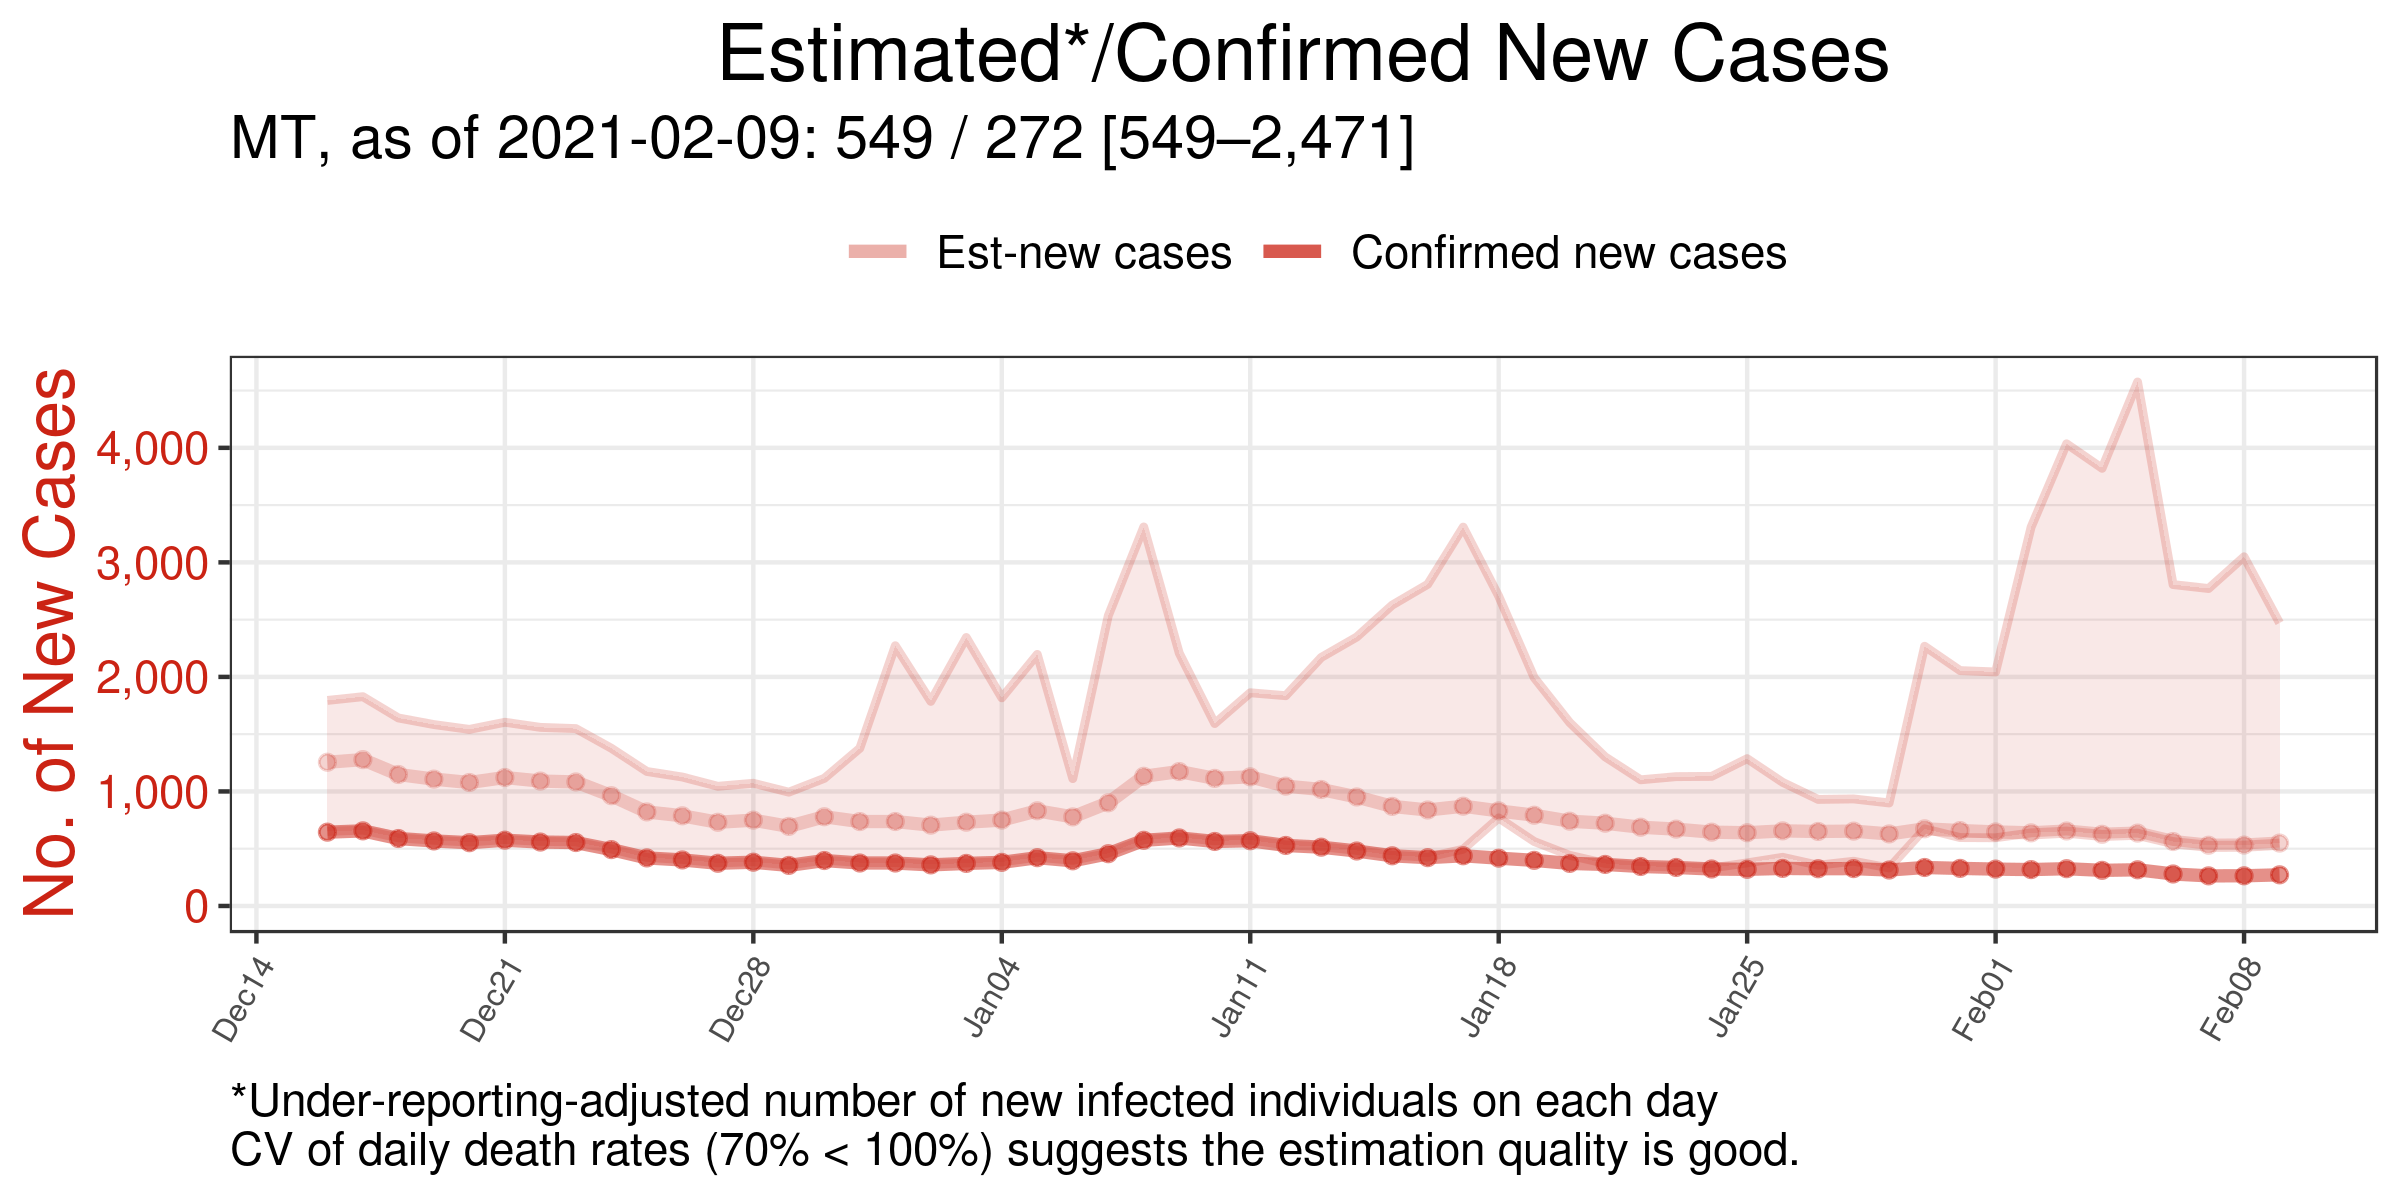 Estimated*/Confirmed New Cases
MT, as of 2021-02-09: 549 / 272 [549–2,471]
Est-new cases
Confirmed new cases
No. of New Cases
4,000
3,000
2,000
1,000
0
Dec14
Dec21
Dec28
Jan04
Jan11
Jan18
Jan25
Feb01
Feb08
*Under-reporting-adjusted number of new infected individuals on each day
CV of daily death rates (70% < 100%) suggests the estimation quality is good.